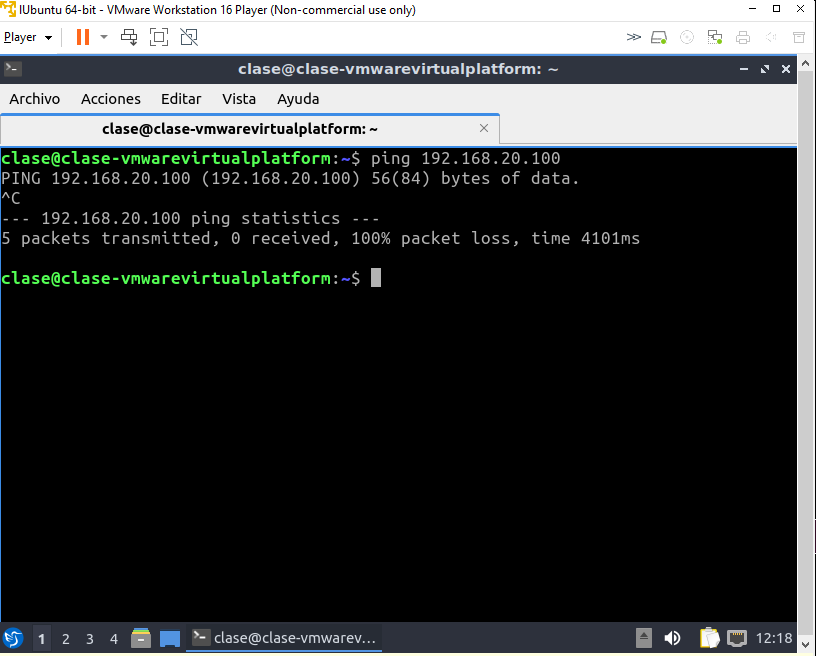 lUbuntu 64-bit - VMware Workstation 16 Player (Non-commercial use only)
Player
clase@clase-vmwarevirtualplatform: ~
Archivo Acciones Editar Vista Ayuda
clase@clase-vmwarevirtualplatform: ~
clase@clase-vmwarevirtualplatform:~$ ping 192.168.20.100
PING 192.168.20.100 (192.168.20.100) 56(84) bytes of data.
^C
--- 192.168.20.100 ping statistics ---
5 packets transmitted, 0 received, 100% packet loss, time 4101ms
clase@clase-vmwarevirtualplatform:~$
1 2 3 4 clase@clase-vmwarev... 12:18